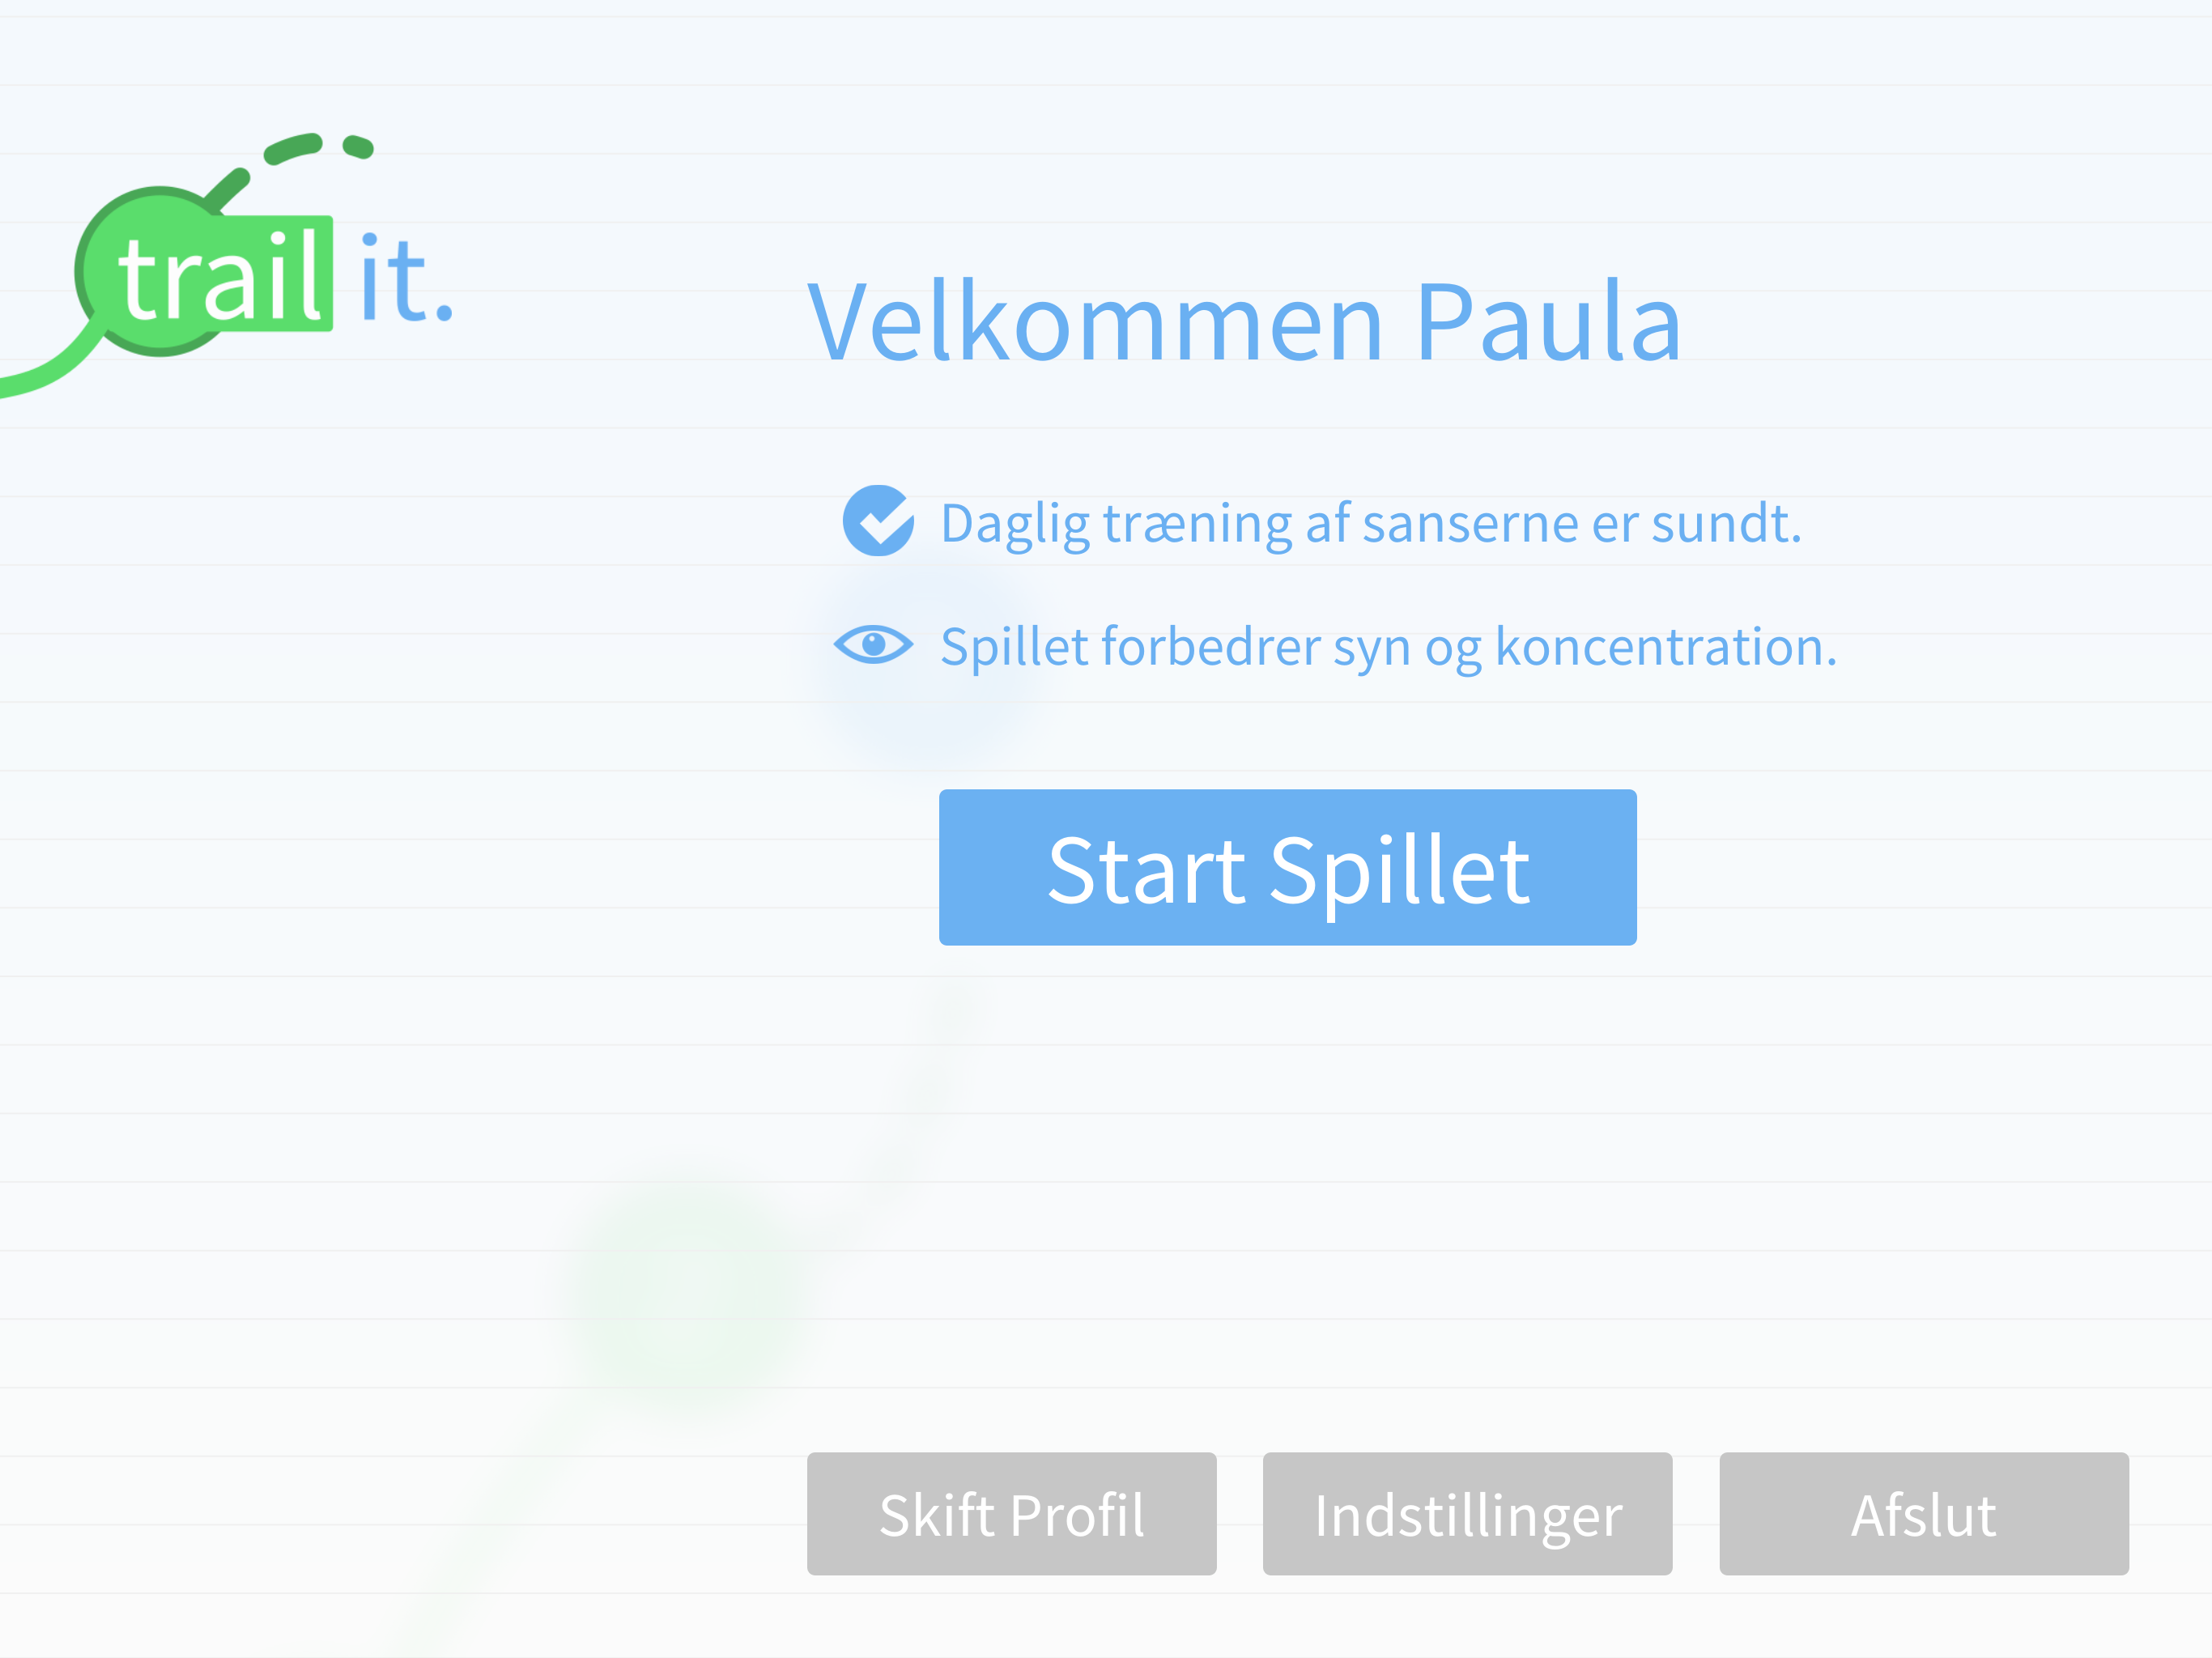 trail it.
Velkommen Paula
Daglig træning af sanserne er sundt.
Spillet forbedrer syn og koncentration.
Start Spillet
Skift Profil
Indstillinger
Afslut